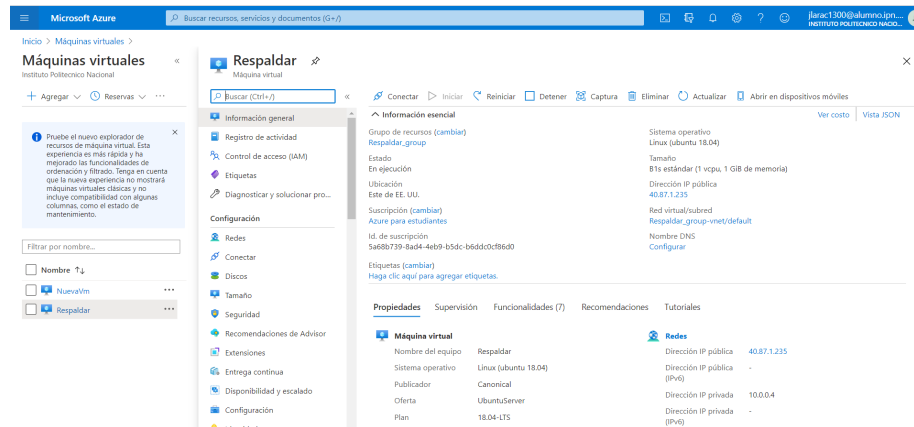 Microsoft Azure
Buscar recursos, servicios y documentos (G+/)
jlarac1300@alumno.ipn....
INSTITUTO POLITECNICO NACIO...
Inicio > Máquinas virtuales >
Máquinas virtuales
Instituto Politecnico Nacional
Agregar
Reservas
Pruebe el nuevo explorador de
recursos de máquina virtual. Esta
experiencia es más rápida y ha
mejorado las funcionalidades de
ordenación y filtrado. Tenga en cuenta
que la nueva experiencia no mostrará
máquinas virtuales clásicas y no
incluye compatibilidad con algunas
columnas, como el estado de
mantenimiento.
Filtrar por nombre...
Nombre
NuevaVm
Respaldar
Respaldar
Máquina virtual
Buscar (Ctrl+/)
Información general
Registro de actividad
Control de acceso (IAM)
Etiquetas
Diagnosticar y solucionar pro...
Configuración
Redes
Conectar
Discos
Tamaño
Seguridad
Recomendaciones de Advisor
Extensiones
Entrega continua
Disponibilidad y escalado
Configuración
Conectar Iniciar Reiniciar Detener Captura Eliminar Actualizar Abrir en dispositivos móviles
Información esencial
Ver costo Vista JSON
Grupo de recursos (cambiar)
Respaldar_group
Estado
En ejecución
Ubicación
Este de EE. UU.
Suscripción (cambiar)
Azure para estudiantes
Id. de suscripción
5a68b739-8ad4-4eb9-b5dc-b6ddc0cf86d0
Etiquetas (cambiar)
Haga clic aquí para agregar etiquetas.
Sistema operativo
Linux (ubuntu 18.04)
Tamaño
B1s estándar (1 vcpu, 1 GiB de memoria)
Dirección IP pública
40.87.1.235
Red virtual/subred
Respaldar_group-vnet/default
Nombre DNS
Configurar
Propiedades Supervisión Funcionalidades (7) Recomendaciones Tutoriales
Máquina virtual
Nombre del equipo Respaldar
Sistema operativo Linux (ubuntu 18.04)
Publicador Canonical
Oferta UbuntuServer
Plan 18.04-LTS
Redes
Dirección IP pública 40.87.1.235
Dirección IP pública -
(IPv6)
Dirección IP privada 10.0.0.4
Dirección IP privada -
(IPv6)